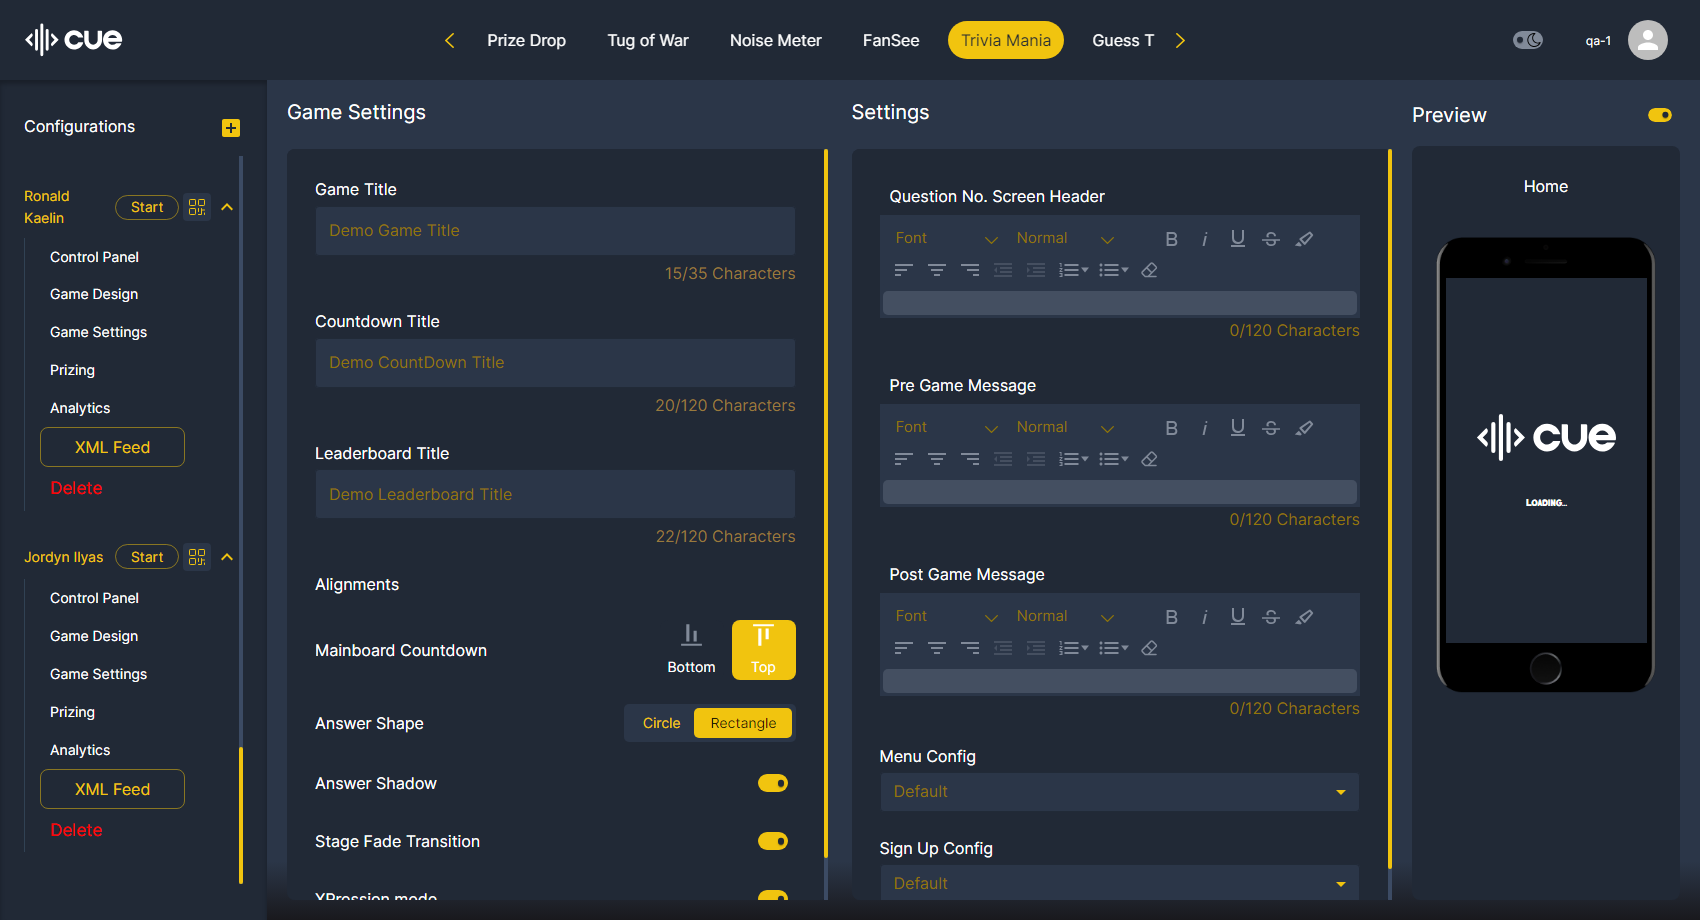 cue
Prize Drop
Tug of War
Noise Meter
FanSee
Trivia Mania
Guess T
qa-1
Configurations
Ronald
Kaelin
Start
Control Panel
Game Design
Game Settings
Prizing
Analytics
XML Feed
Delete
Jordyn Ilyas
Start
Control Panel
Game Design
Game Settings
Prizing
Analytics
XML Feed
Delete
Game Settings
Game Title
Demo Game Title
15/35 Characters
Countdown Title
Demo CountDown Title
20/120 Characters
Leaderboard Title
Demo Leaderboard Title
22/120 Characters
Alignments
Mainboard Countdown
Bottom
Top
Answer Shape
Circle
Rectangle
Answer Shadow
Stage Fade Transition
XPression mode
Settings
Question No. Screen Header
Font
Normal
0/120 Characters
Pre Game Message
Font
Normal
0/120 Characters
Post Game Message
Font
Normal
0/120 Characters
Menu Config
Default
Sign Up Config
Default
Preview
Home
cue
LOADING...